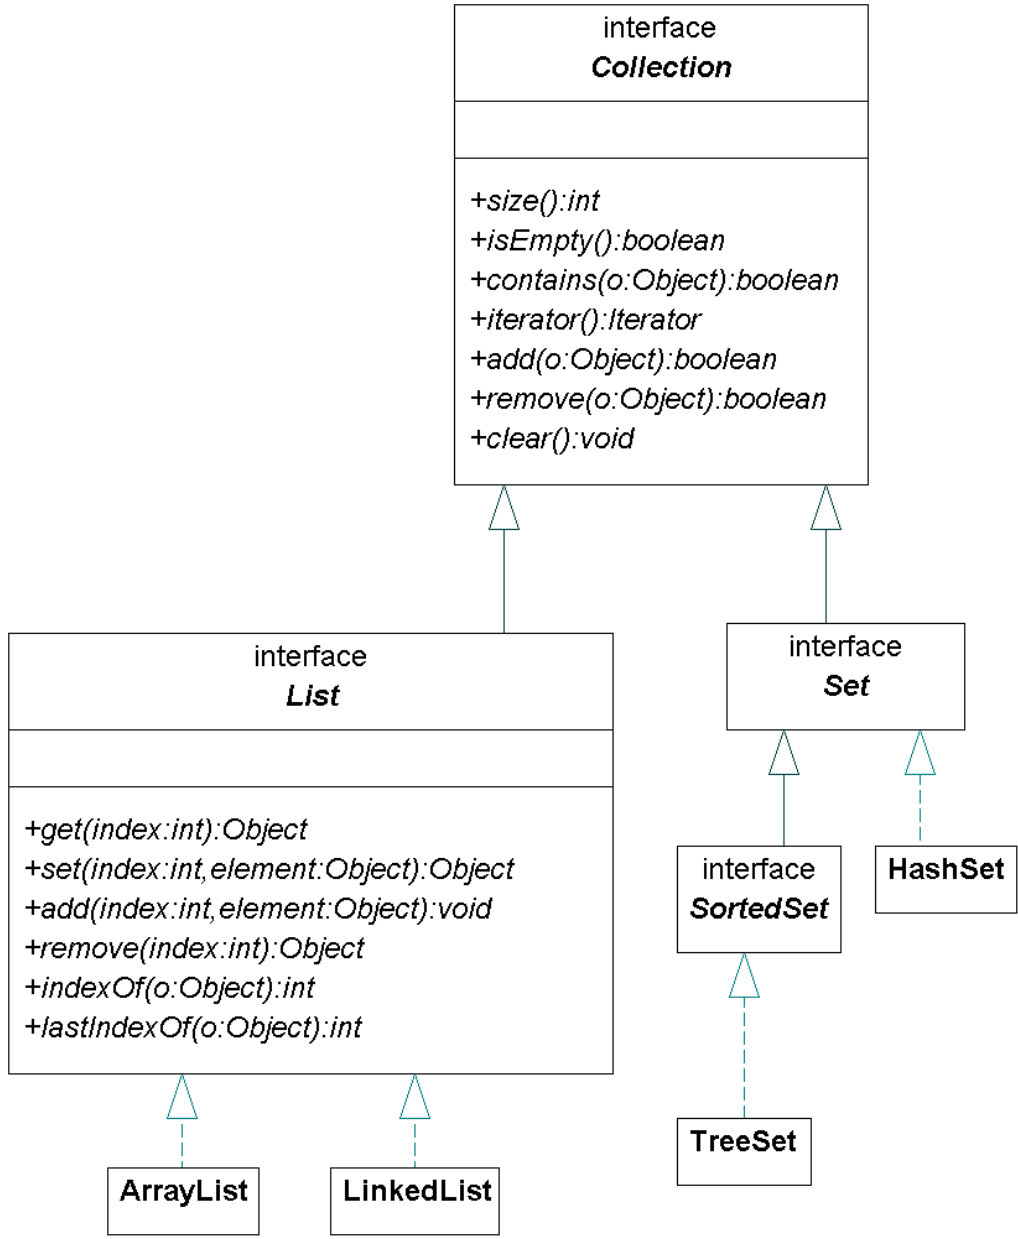 interface
Collection
+size():int
+isEmpty():boolean
+contains(o:Object):boolean
+iterator():Iterator
+add(o:Object):boolean
+remove(o:Object):boolean
+clear():void
interface
List
+get(index:int):Object
+set(index:int,element:Object):Object
+add(index:int,element:Object):void
+remove(index:int):Object
+indexOf(o:Object):int
+lastIndexOf(o:Object):int
interface
Set
interface
SortedSet
HashSet
ArrayList
LinkedList
TreeSet